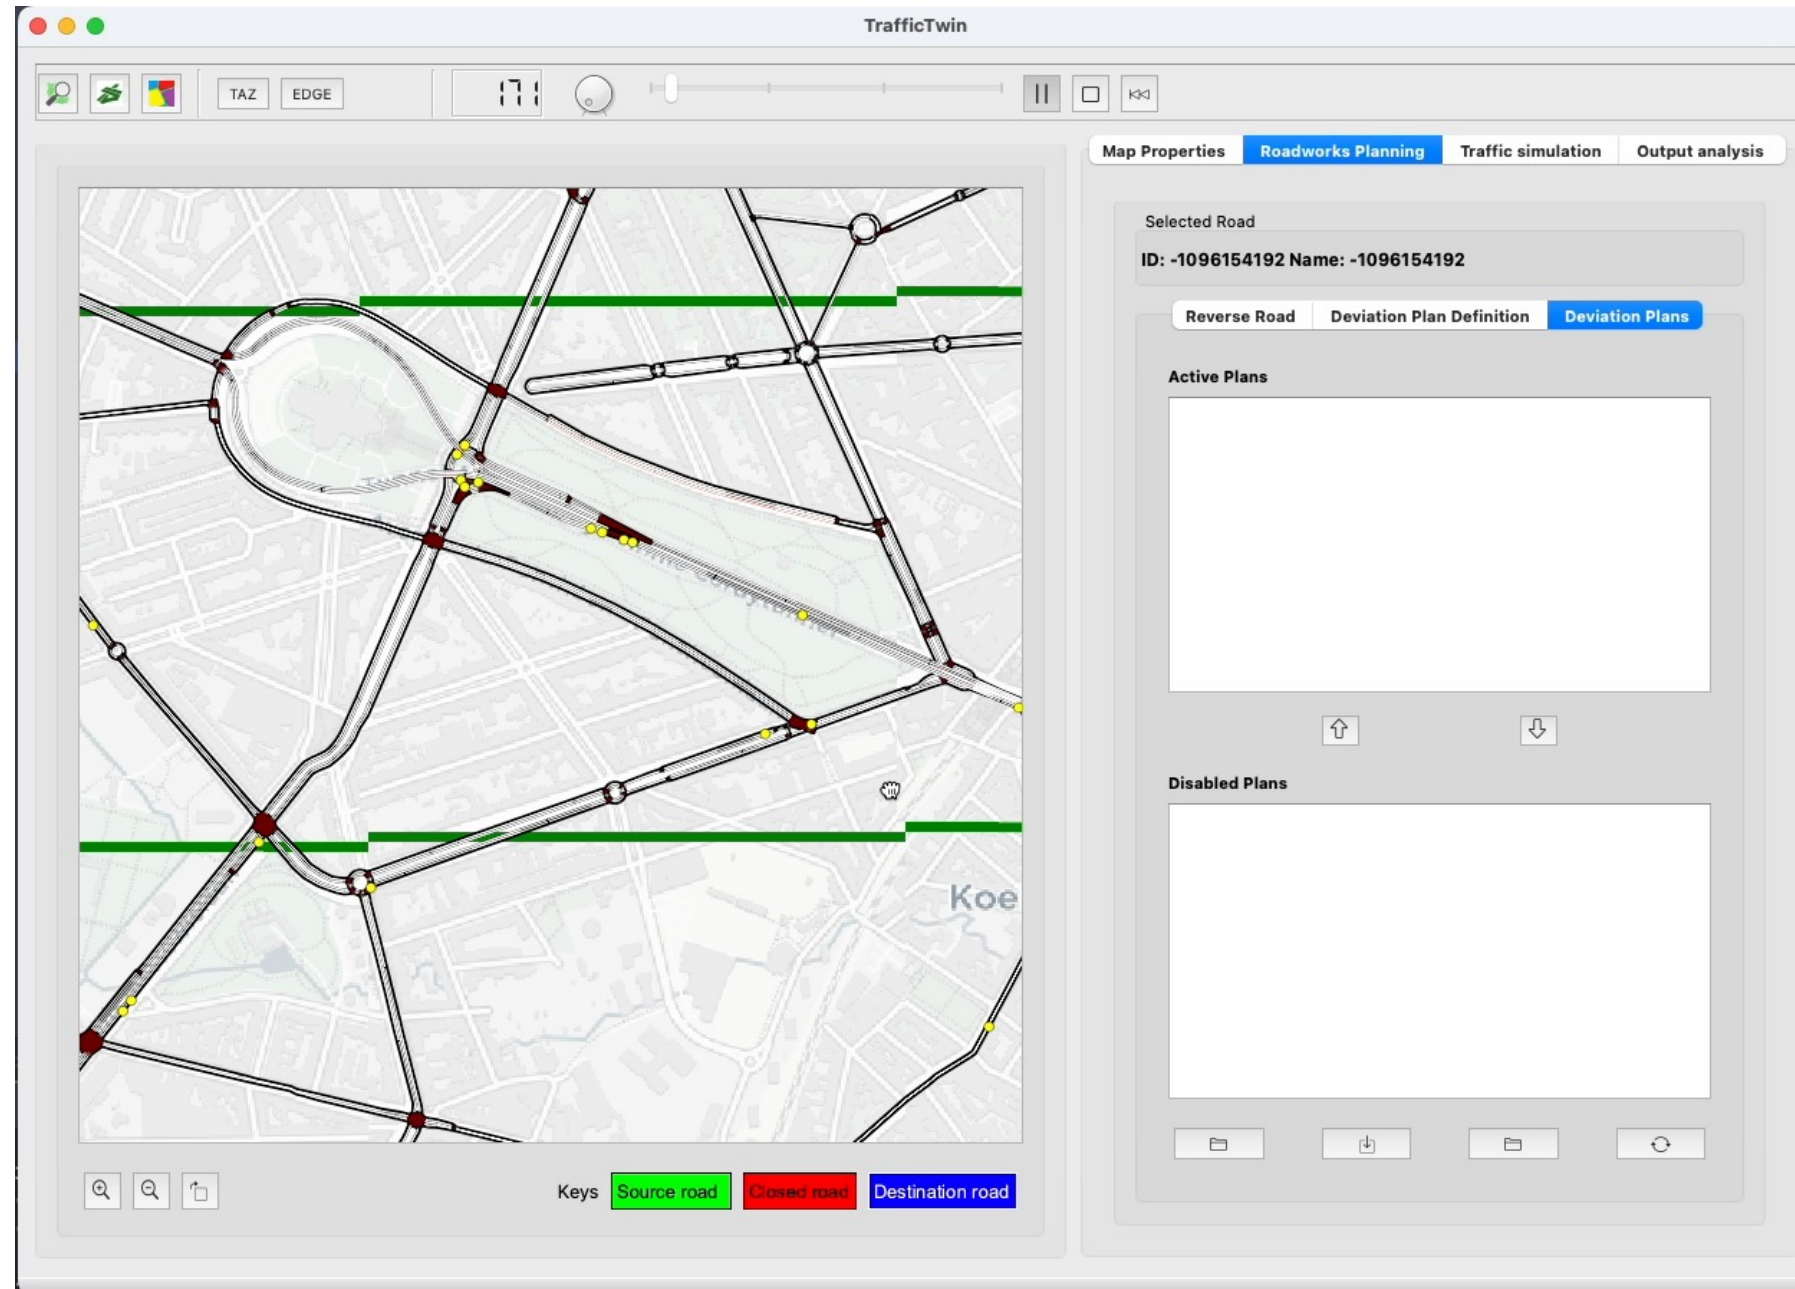 TrafficTwin
TAZ
EDGE
171
Map Properties
Roadworks Planning
Traffic simulation
Output analysis
Selected Road
ID: -1096154192 Name: -1096154192
Reverse Road
Deviation Plan Definition
Deviation Plans
Active Plans
Disabled Plans
Koe
Keys
Source road
Closed road
Destination road